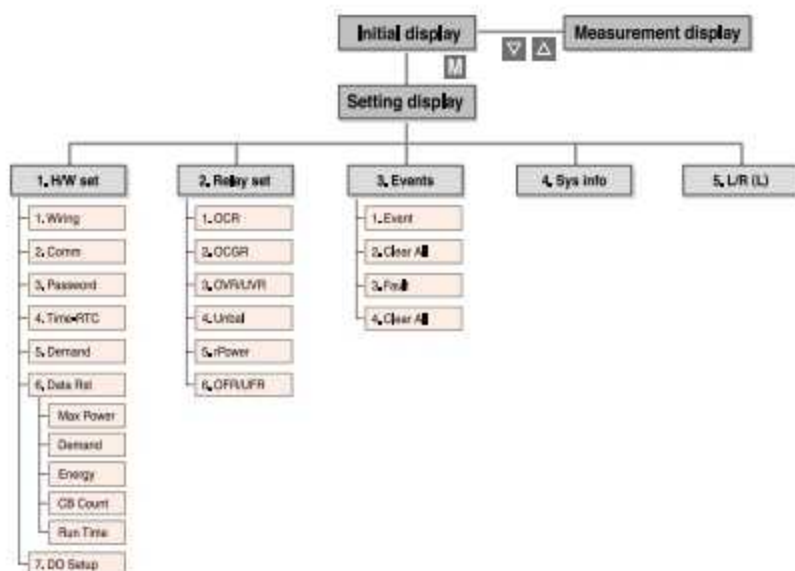 Initial display
Measurement display
M
Setting display
1. H/W set
2. Relay set
3. Events
4. Sys info
5. L/R (L)
1. Wiring
2. Comm
3. Password
4. Time-RTC
5. Demand
6. Data Rst
Max Power
Demand
Energy
CB Count
Run Time
7. DO Setup
1. OCR
2. OCGR
3. OVR/UVR
4. Unbal
5. rPower
6. OFR/UFR
1. Event
2. Clear All
3. Fault
4. Clear All